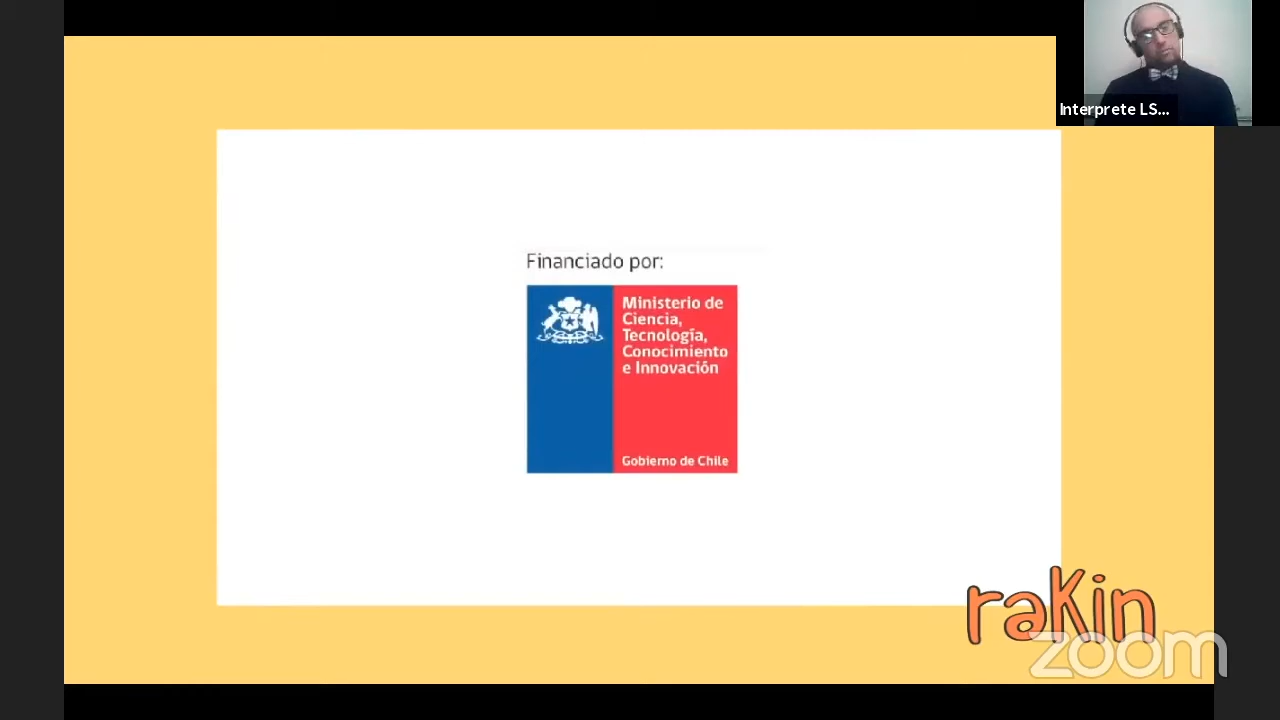 Interprete LS...
Financiado por:
Ministerio de
Ciencia,
Tecnología,
Conocimiento
e Innovación
Gobierno de Chile
rakin
zoom